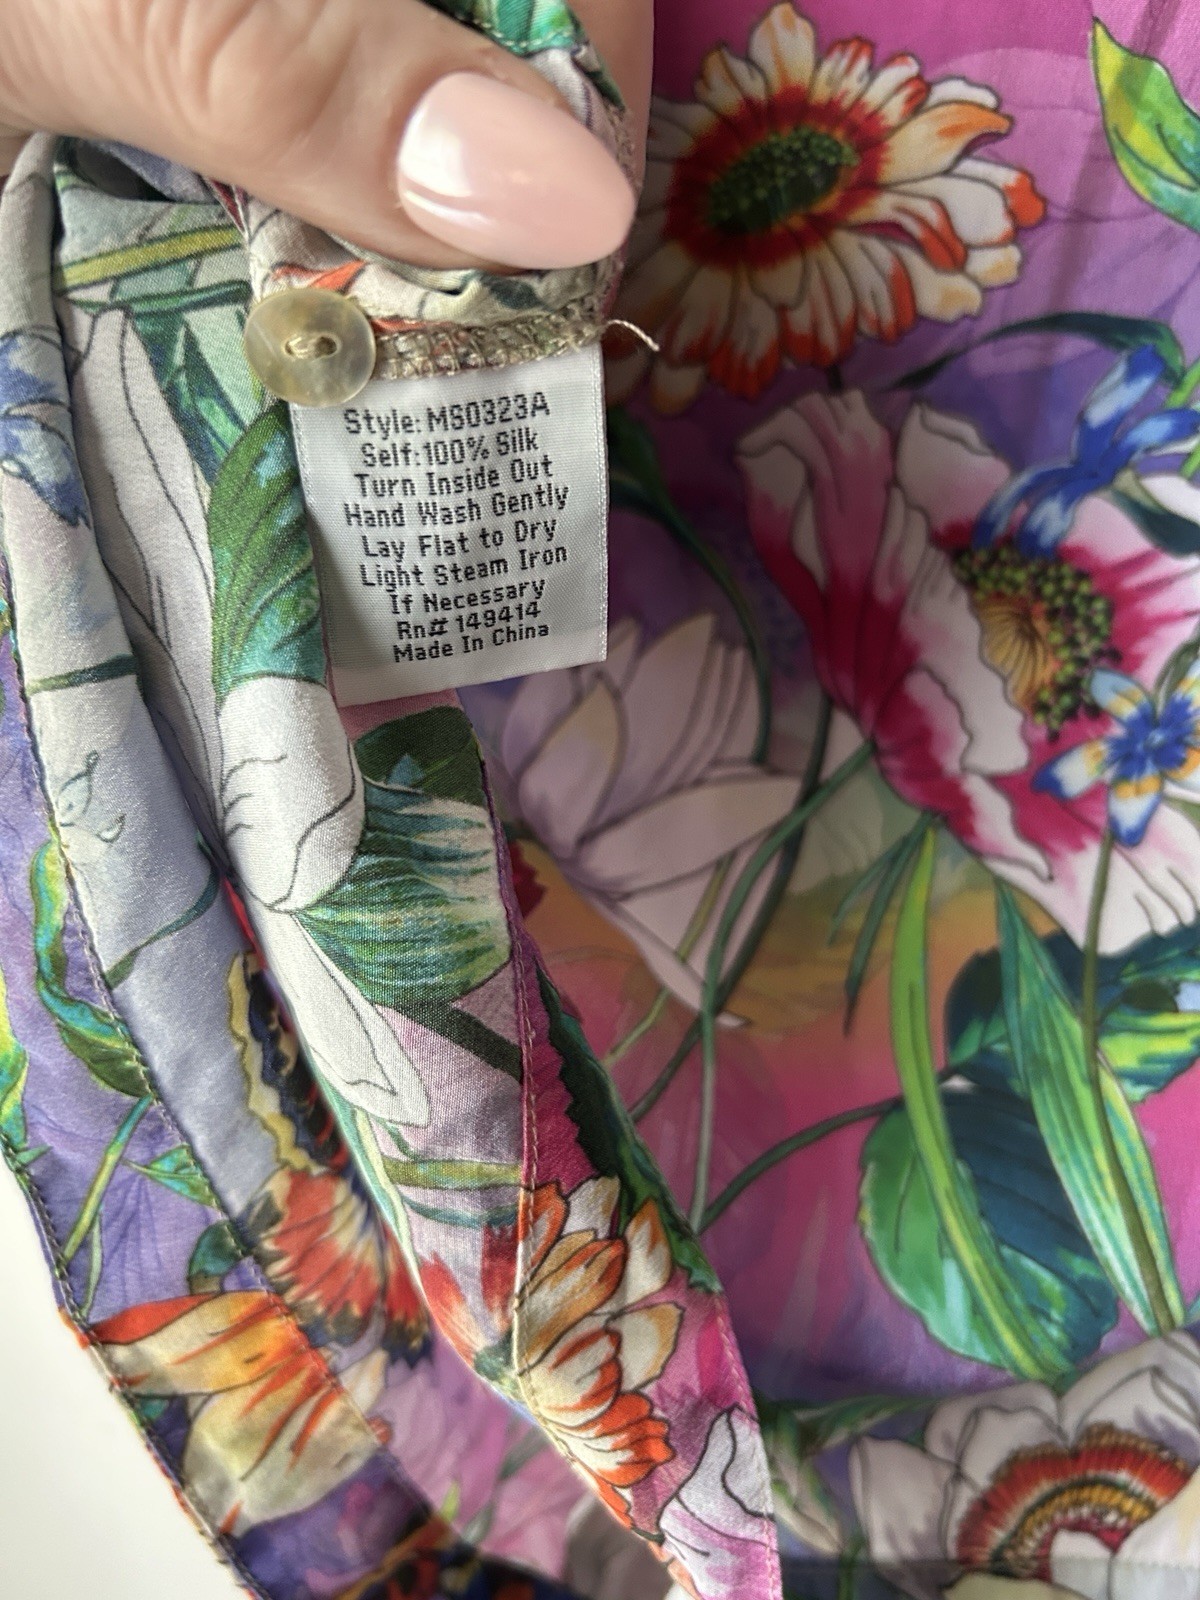 Style: MS0323A
Self:100% Silk
Turn Inside Out
Hand Wash Gently
Lay Flat to Dry
Light Steam Iron
If Necessary
Rn# 149414
Made In China